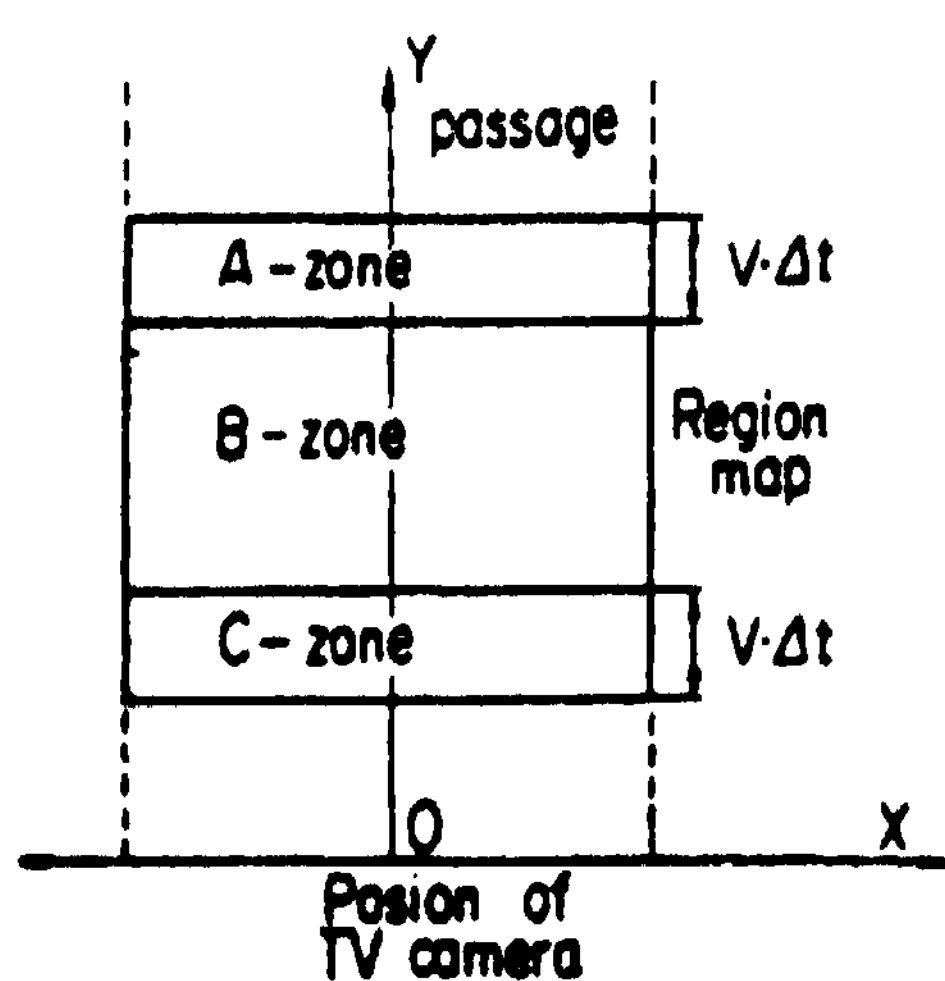 Y
passage
A-zone
V·Δt
B-zone
Region
map
C-zone
V·Δt
O
X
Posion of
TV camera